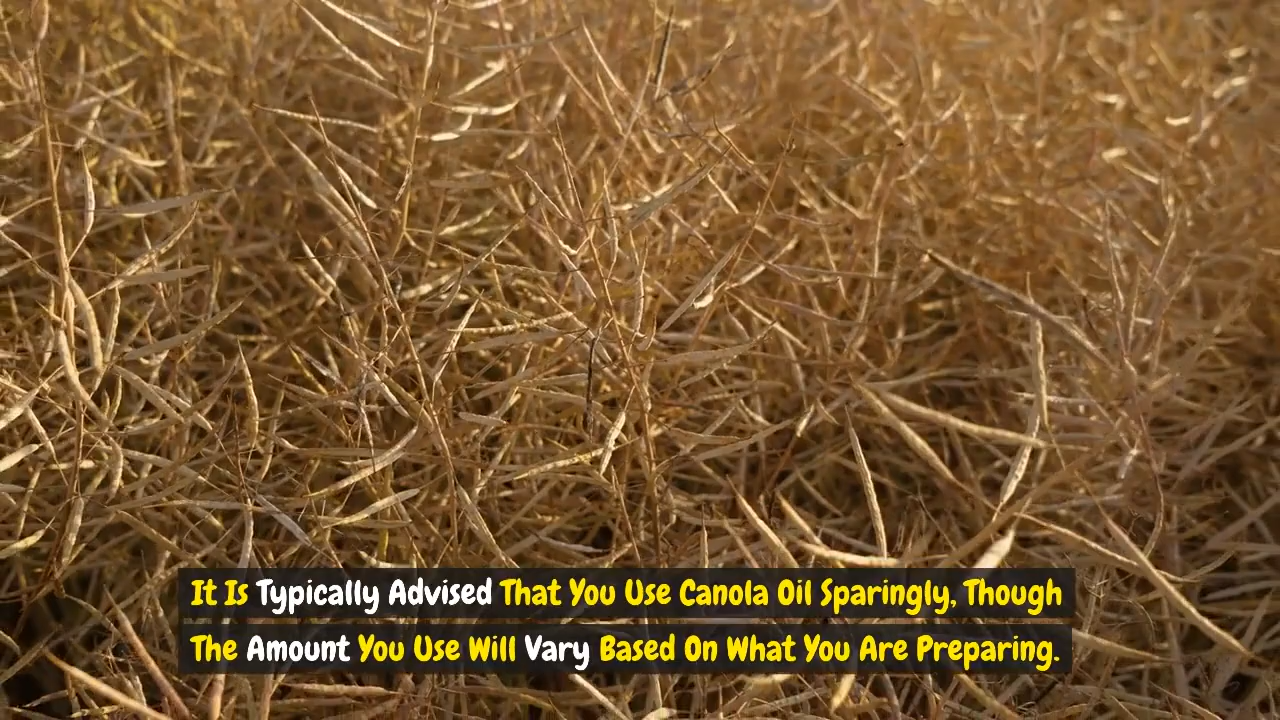 It Is Typically Advised That You Use Canola Oil Sparingly, Though
The Amount You Use Will Vary Based On What You Are Preparing.